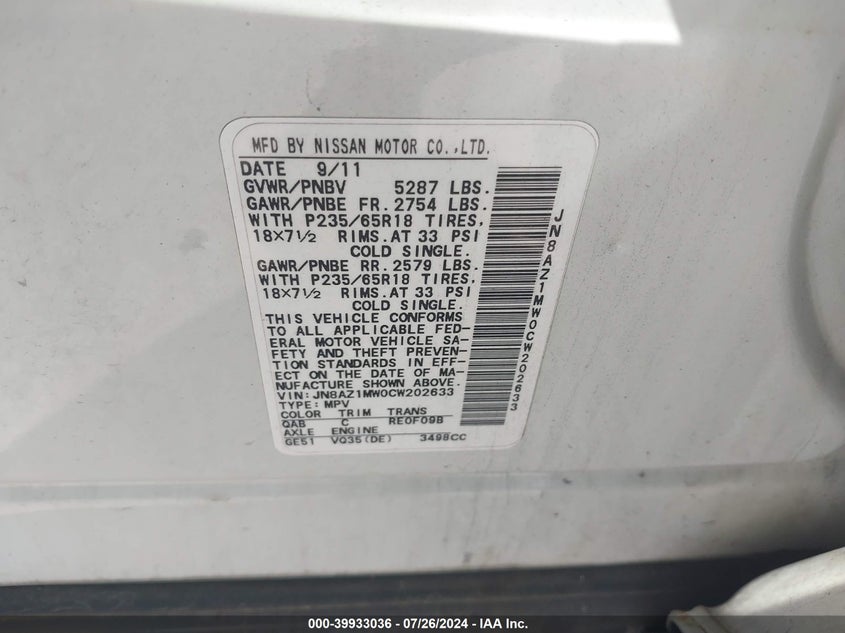 MFD BY NISSAN MOTOR CO.,LTD.
DATE 9/11
GVWR/PNBV 5287 LBS.
GAWR/PNBE FR. 2754 LBS.
WITH P235/65R18 TIRES,
18×7½ RIMS.AT 33 PSI
COLD SINGLE.
GAWR/PNBE RR. 2579 LBS.
WITH P235/65R18 TIRES,
18×7½ RIMS.AT 33 PSI
COLD SINGLE.
THIS VEHICLE CONFORMS
TO ALL APPLICABLE FED-
ERAL MOTOR VEHICLE SA-
FETY AND THEFT PREVEN-
TION STANDARDS IN EFF-
ECT ON THE DATE OF MA-
NUFACTURE SHOWN ABOVE.
VIN:JN8AZ1MW0CW202633
TYPE:MPV
COLOR TRIM TRANS
QAB C RE0F09B
AXLE ENGINE
GE51 VQ35(DE) 3498CC
JN8AZ1MW0CW202633
000-39933036 - 07/26/2024 - IAA Inc.